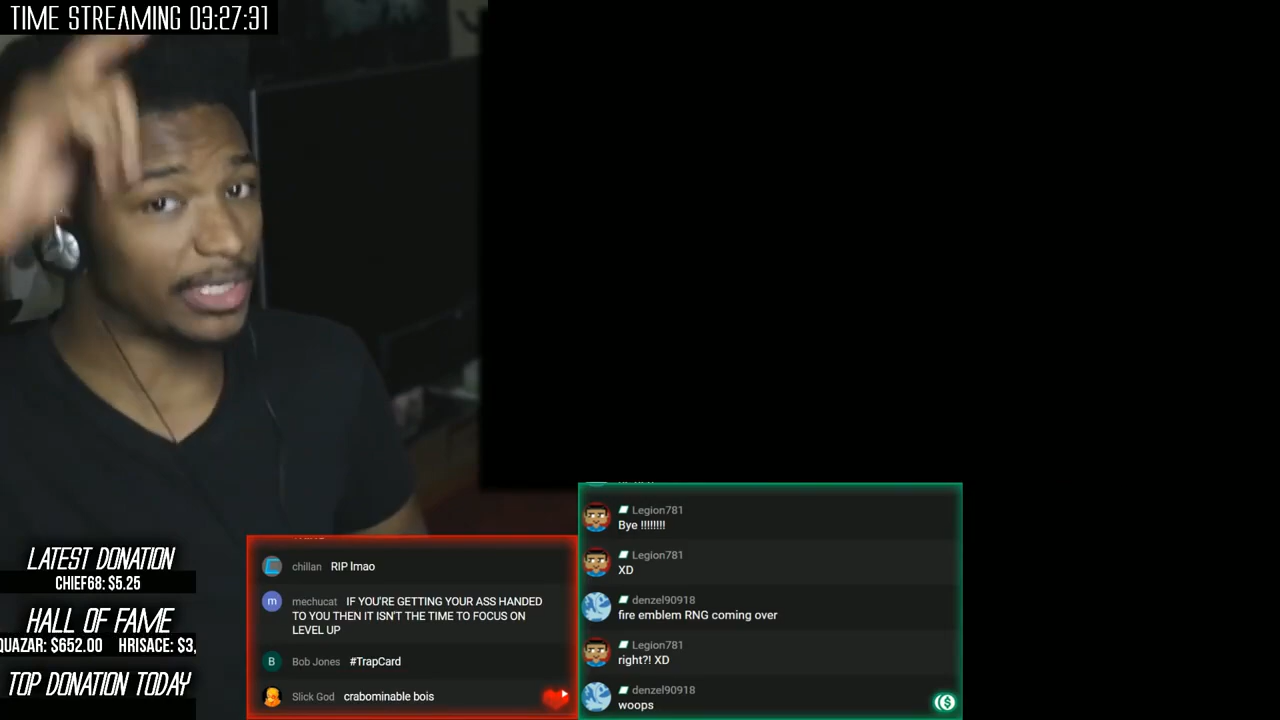 TIME STREAMING 03:27:31
LATEST DONATION
CHIEF68: $5.25
HALL OF FAME
QUAZAR: $652.00 HRISACE: $3,
TOP DONATION TODAY
chillan RIP lmao
mechucat IF YOU'RE GETTING YOUR ASS HANDED
TO YOU THEN IT ISN'T THE TIME TO FOCUS ON
LEVEL UP
B Bob Jones #TrapCard
Slick God crabominable bois
Legion781
Bye !!!!!!!!
Legion781
XD
denzel90918
fire emblem RNG coming over
Legion781
right?! XD
denzel90918
woops